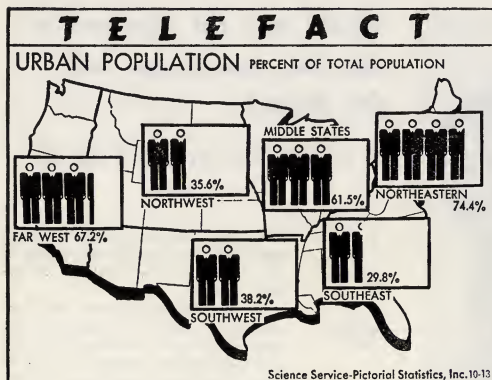 TELEFACT
URBAN POPULATION PERCENT OF TOTAL POPULATION
MIDDLE STATES
35.6%
NORTHWEST
61.5%
NORTHEASTERN
74.4%
FAR WEST 67.2%
38.2%
SOUTHWEST
29.8%
SOUTHEAST
Science Service-Pictorial Statistics, Inc. 10-13